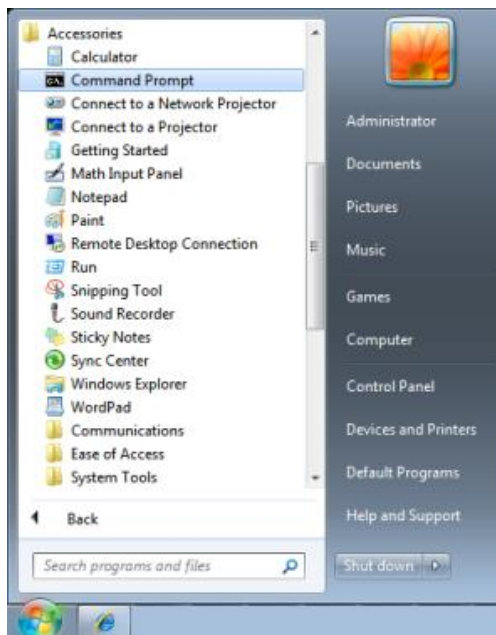 Accessories
Calculator
Command Prompt
Connect to a Network Projector
Connect to a Projector
Getting Started
Math Input Panel
Notepad
Paint
Remote Desktop Connection
Run
Snipping Tool
Sound Recorder
Sticky Notes
Sync Center
Windows Explorer
WordPad
Communications
Ease of Access
System Tools
Back
Search programs and files
Administrator
Documents
Pictures
Music
Games
Computer
Control Panel
Devices and Printers
Default Programs
Help and Support
Shut down